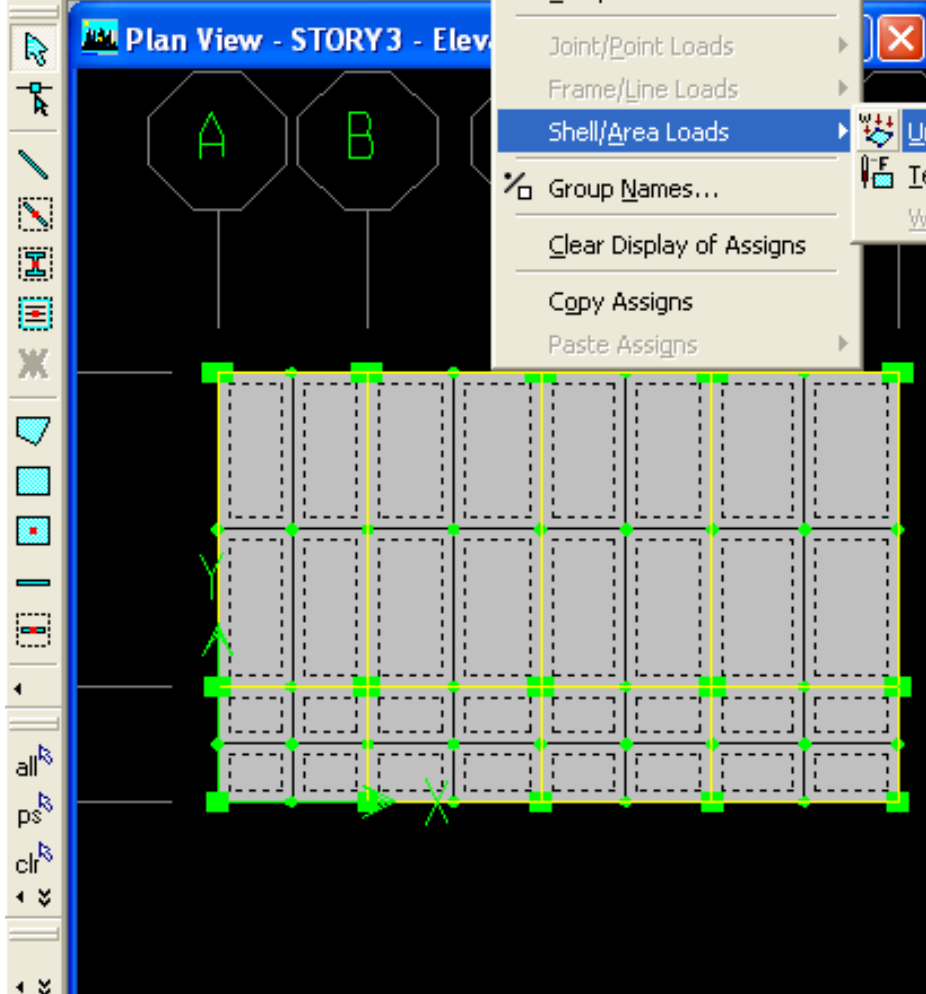 Plan View - STORY3 - Elev
Joint/Point Loads
Frame/Line Loads
Shell/Area Loads
Group Names...
Clear Display of Assigns
Copy Assigns
Paste Assigns
A
B
Y
X
all
ps
clr